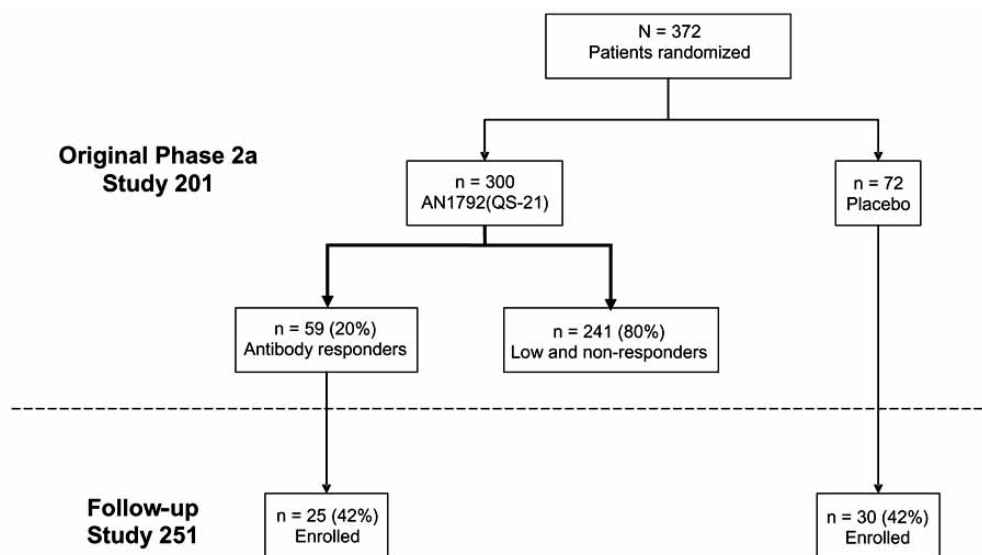 N = 372
Patients randomized
Original Phase 2a
Study 201
n = 300
AN1792(QS-21)
n = 72
Placebo
n = 59 (20%)
Antibody responders
n = 241 (80%)
Low and non-responders
Follow-up
Study 251
n = 25 (42%)
Enrolled
n = 30 (42%)
Enrolled